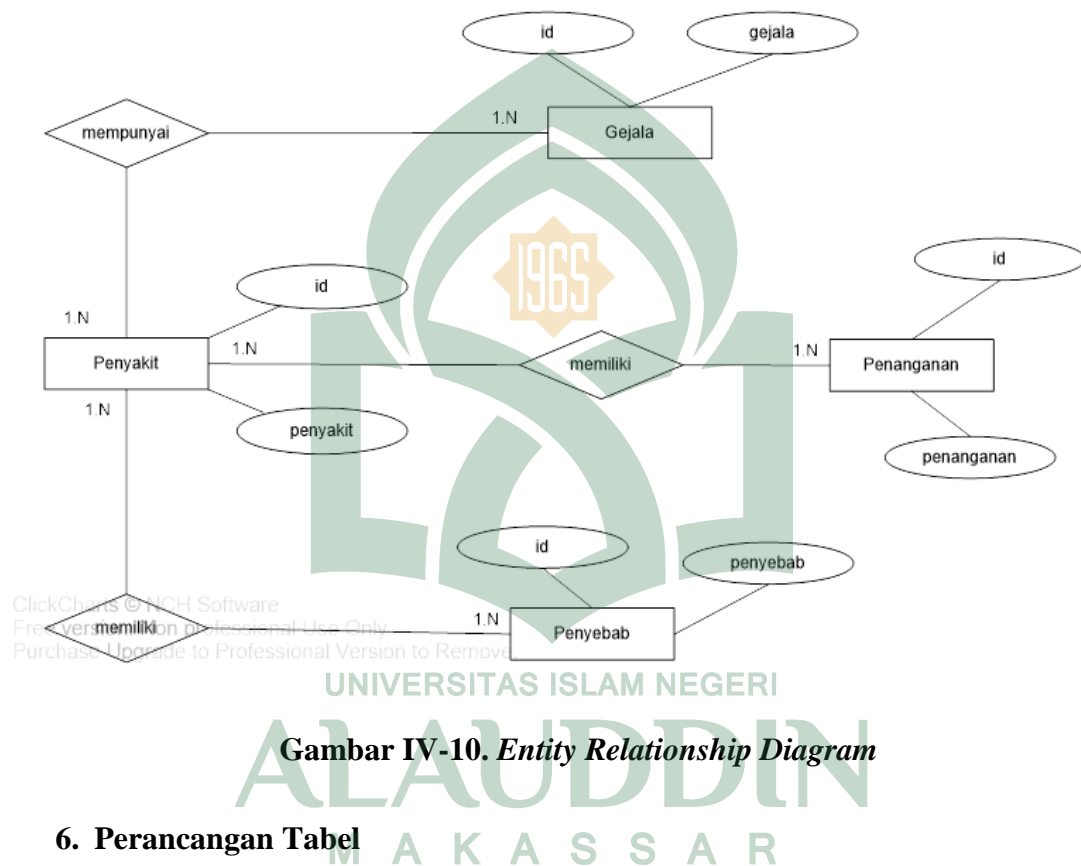 id
gejala
mempunyai
1.N
Gejala
1965
id
id
1.N
Penyakit
1.N
memiliki
1.N
Penanganan
1.N
penyakit
penanganan
id
penyebab
ClickCharts © NCH Software
memiliki
1.N
Penyebab
Purchase Upgrade to Professional Version to Remove
UNIVERSITAS ISLAM NEGERI
ALAUDDIN
Gambar IV-10. Entity Relationship Diagram
6. Perancangan Tabel
MAKASSAR